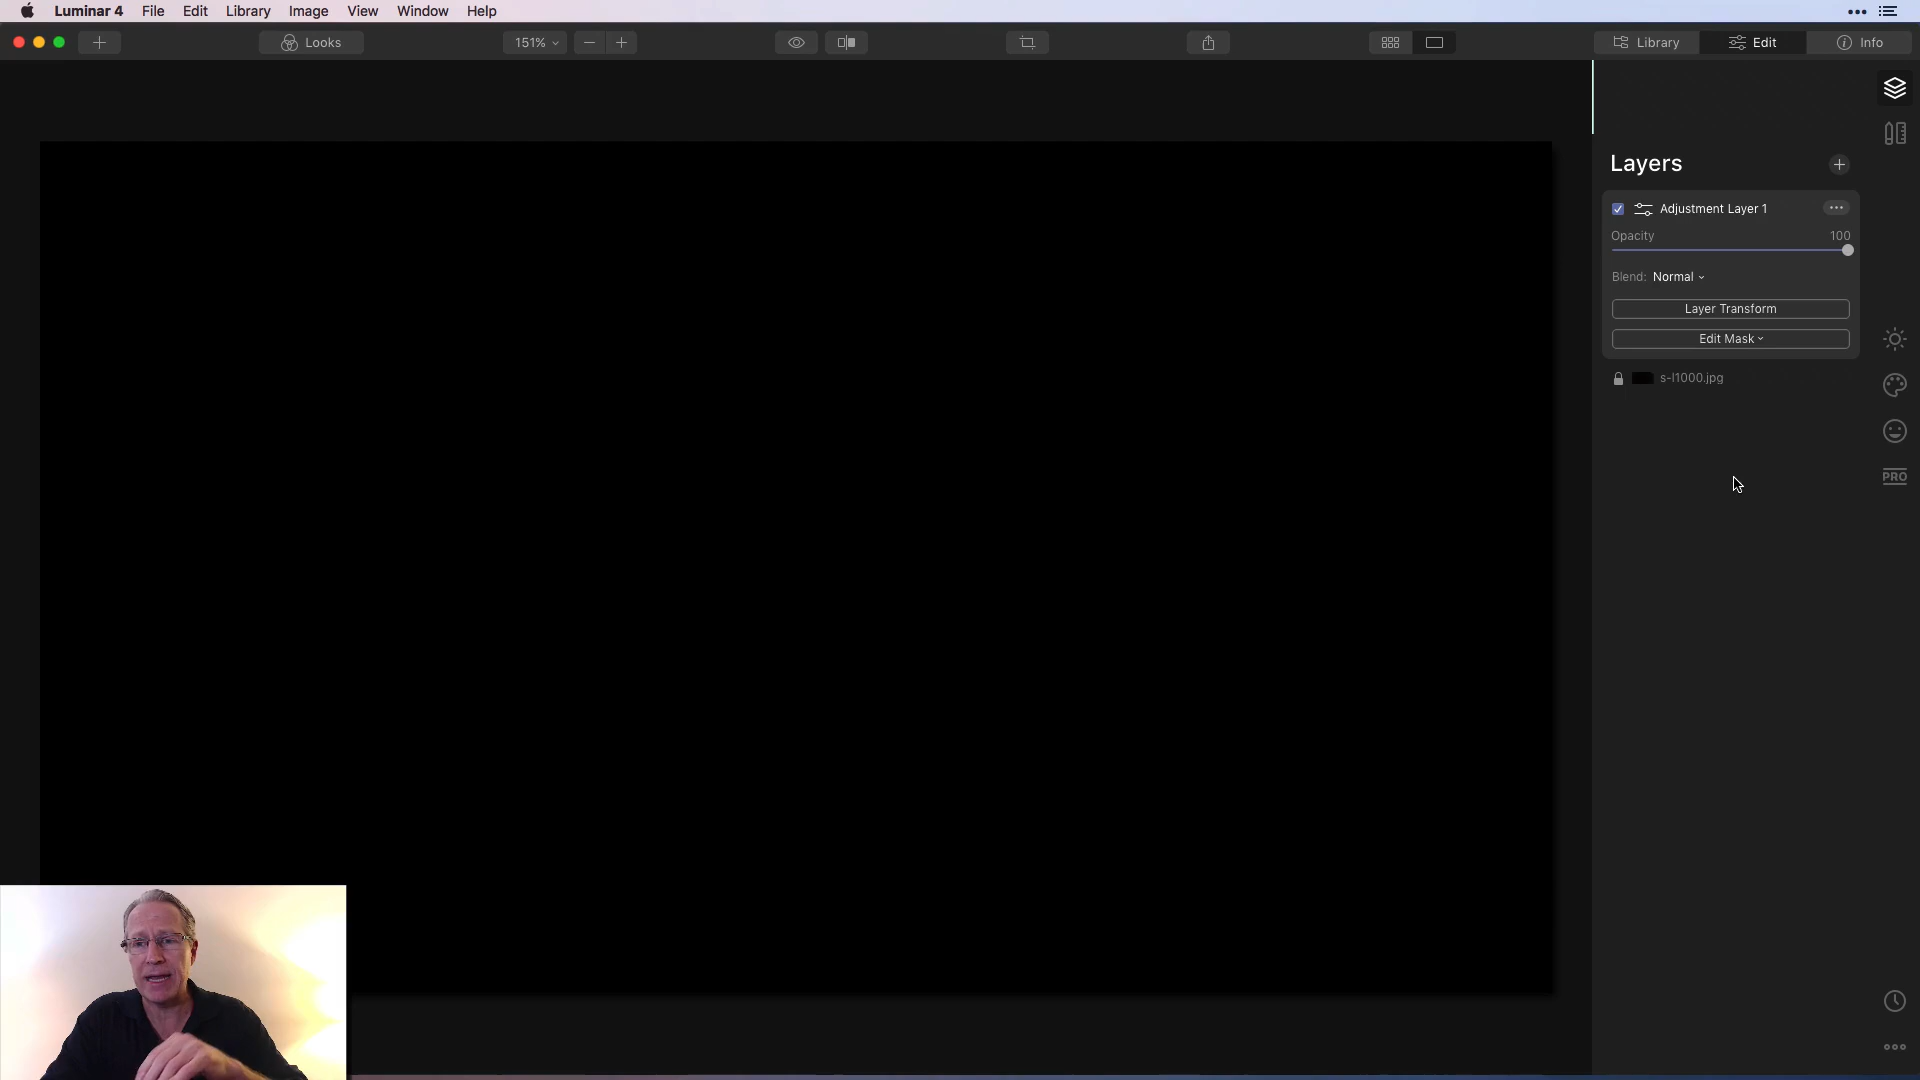 Luminar 4 File Edit Library Image View Window Help
Looks 151% Library Edit Info
Layers
Adjustment Layer 1
Opacity 100
Blend: Normal
Layer Transform
Edit Mask
s-l1000.jpg
PRO